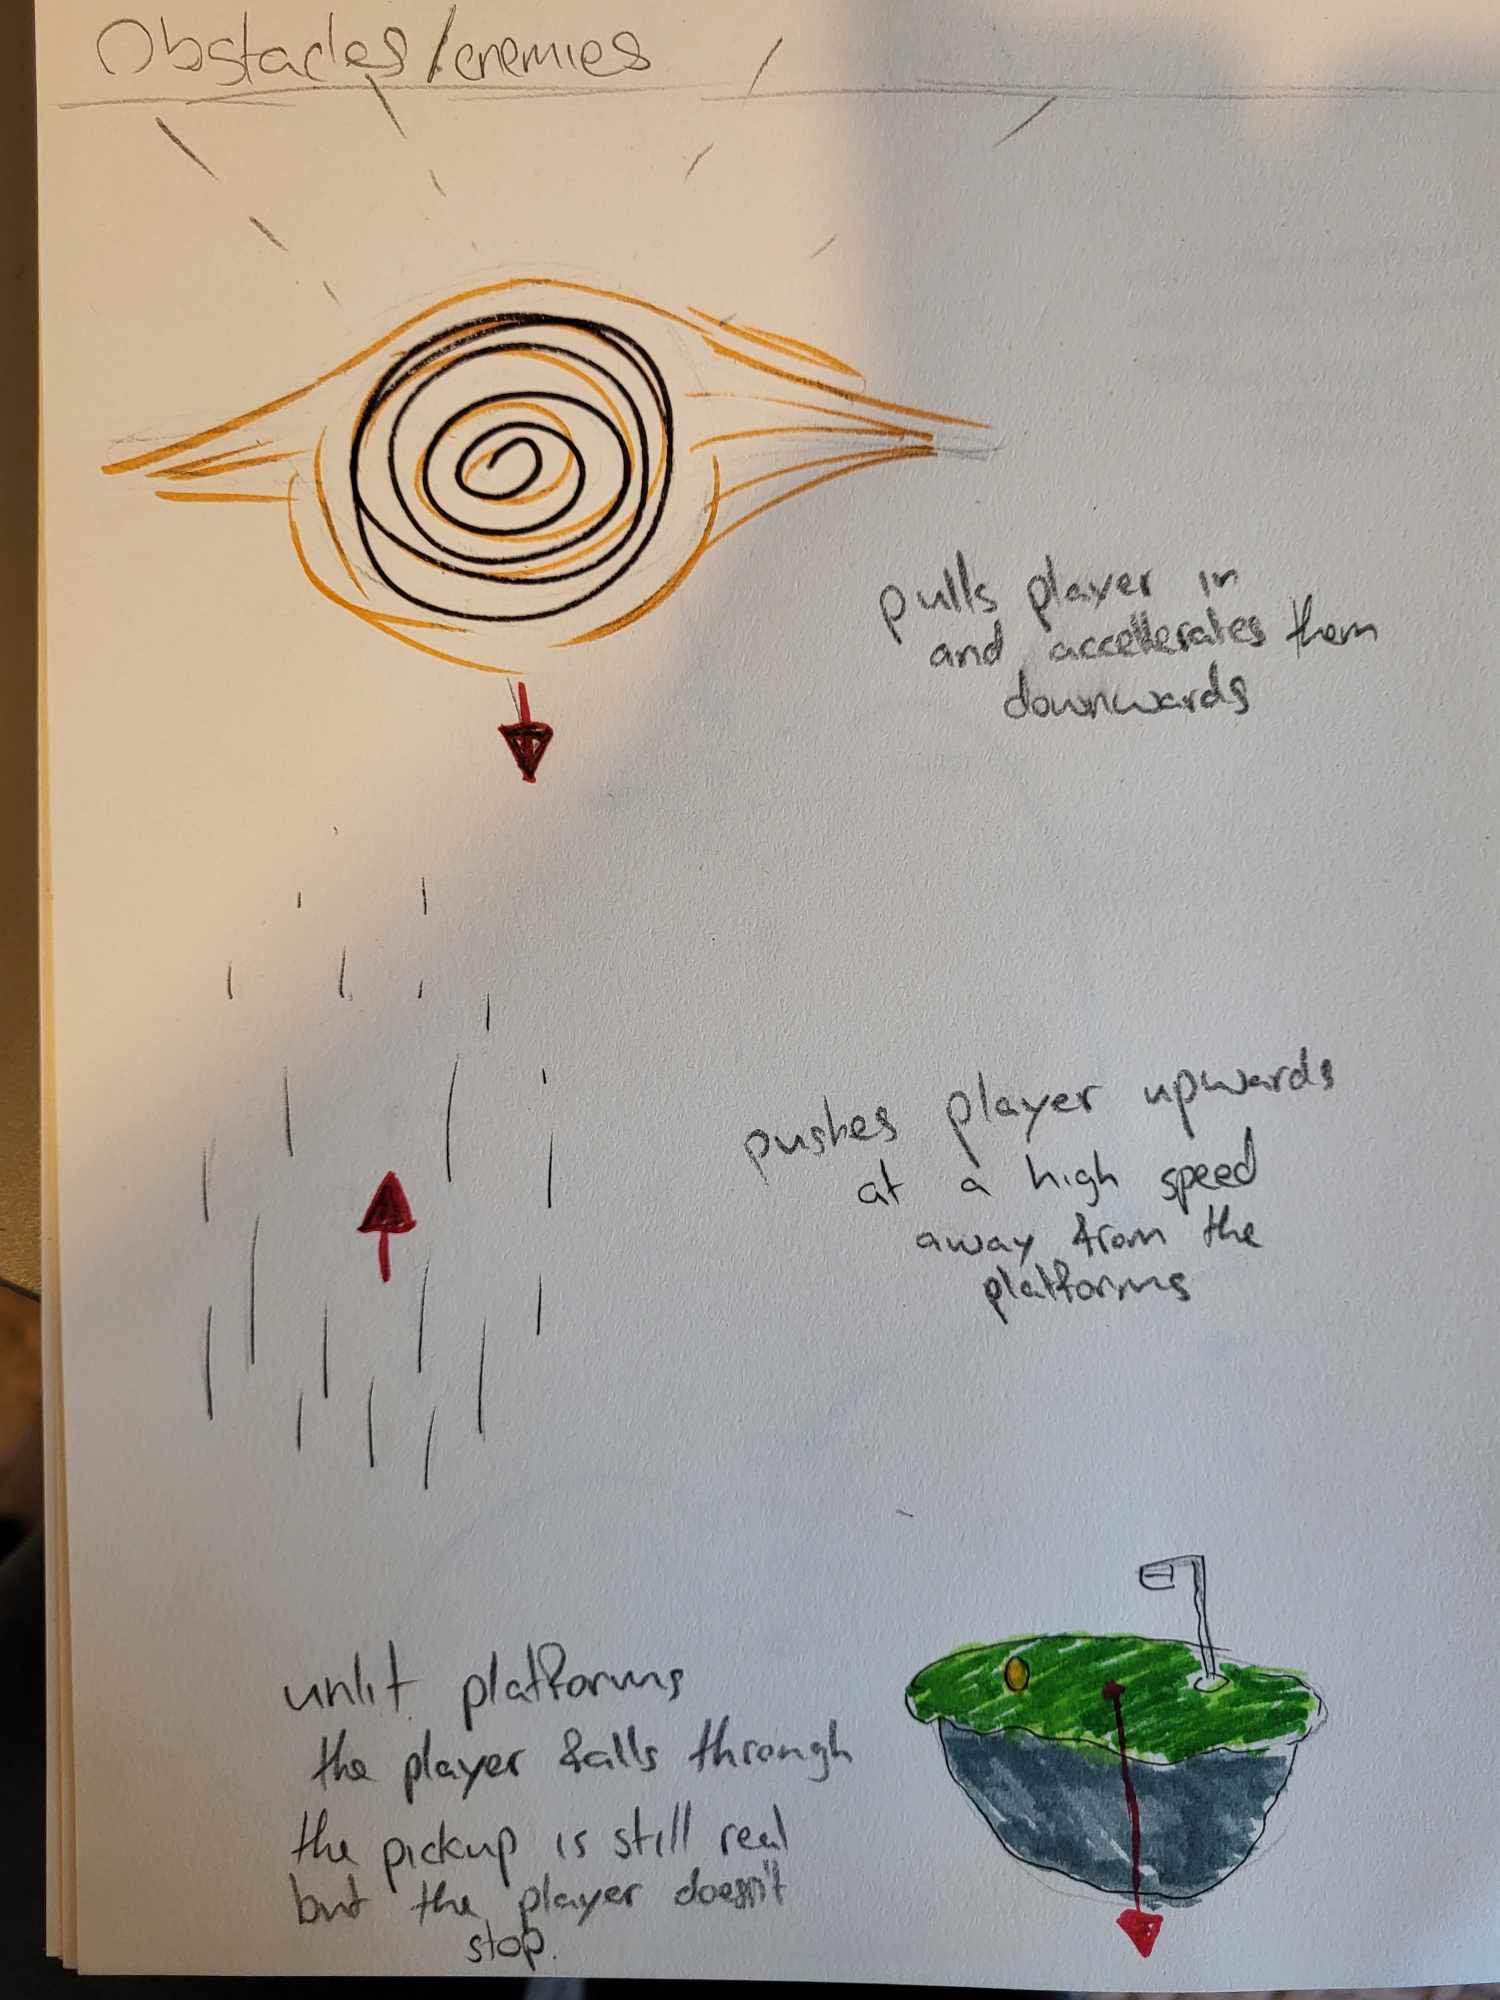 Obstacles/enemies
pulls player in
and accellerates them
downwards
pushes player upwards
at a high speed
away from the
platforms
unlit platforms
the player falls through
the pickup is still real
but the player doesn't
stop.